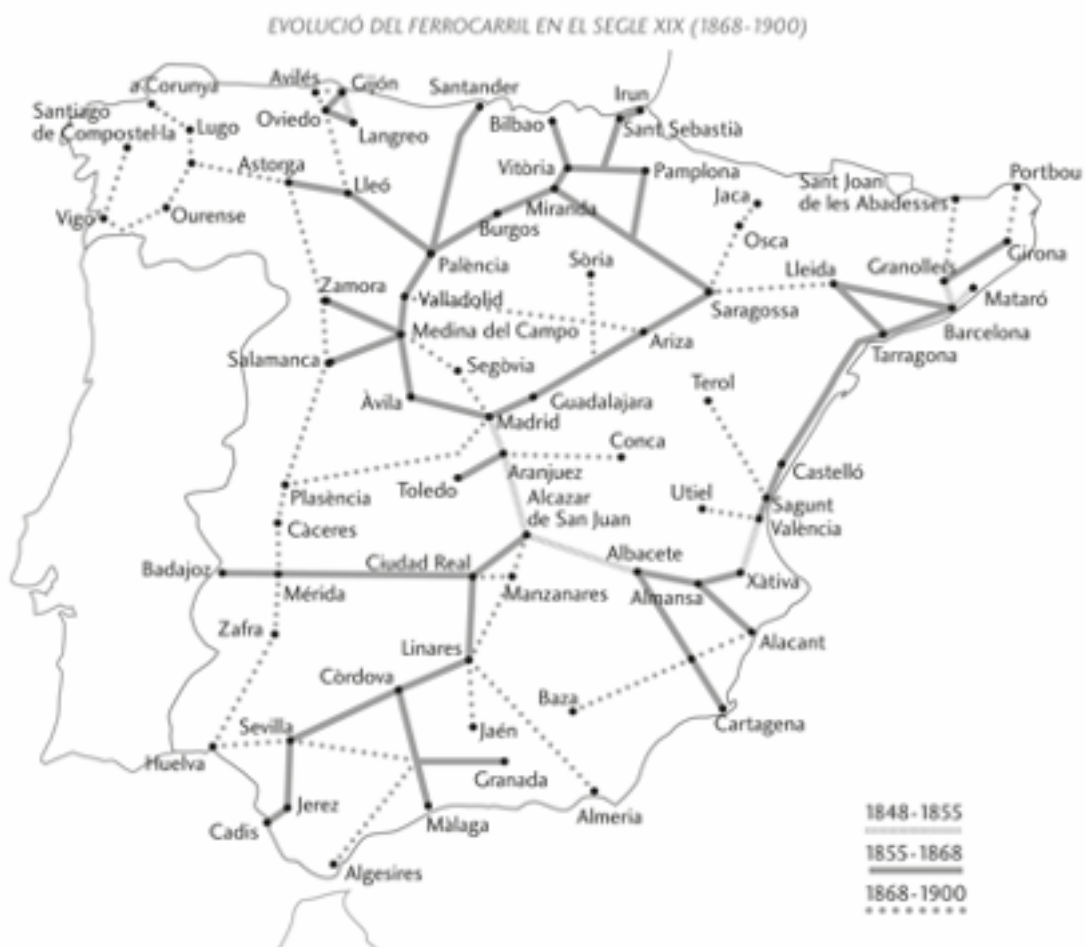 EVOLUCIÓ DEL FERROCARRIL EN EL SEGLE XIX (1868-1900)
a Corunya
Avilés
Gijón
Santander
Irun
Santiago
de Compostel·la
Lugo
Oviedo
Langreo
Bilbao
Sant Sebastià
Astorga
Lleó
Vitòria
Pamplona
Sant Joan
de les Abadesses
Portbou
Vigo
Ourense
Burgos
Miranda
Jaca
Osca
Girona
Palència
Sòria
Lleida
Granollers
Zamora
Valladolid
Saragossa
Mataró
Medina del Campo
Ariza
Barcelona
Salamanca
Segòvia
Tarragona
Àvila
Madrid
Guadalajara
Terol
Conca
Plasència
Toledo
Aranjuez
Castelló
Alcazar
de San Juan
Utiel
Sagunt
València
Càceres
Badajoz
Ciudad Real
Albacete
Mérida
Manzanares
Almansa
Xàtiva
Zafra
Linares
Alacant
Còrdova
Baza
Cartagena
Sevilla
Jaén
Huelva
Granada
Jerez
Cadis
Màlaga
Almeria
Algesires
1848-1855
1855-1868
1868-1900